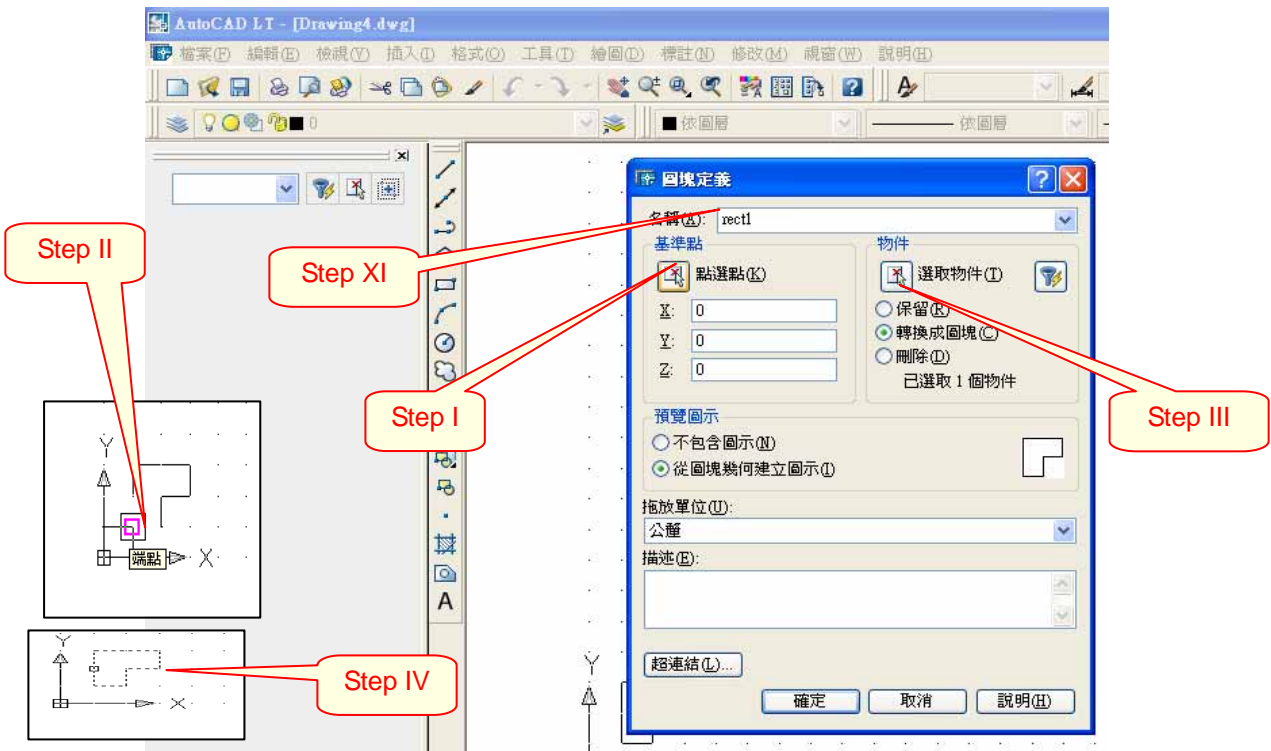 AutoCAD LT - [Drawing4.dwg]
檔案(F) 編輯(E) 檢視(V) 插入(I) 格式(O) 工具(T) 繪圖(D) 標註(N) 修改(M) 視窗(W) 說明(H)
0
依圖層
依圖層
圖塊定義
名稱(A): rect1
基準點
點選點(K)
X: 0
Y: 0
Z: 0
物件
選取物件(T)
保留(R)
轉換成圖塊(C)
刪除(D)
已選取 1 個物件
預覽圖示
不包含圖示(N)
從圖塊幾何建立圖示(I)
拖放單位(U):
公釐
描述(E):
超連結(L)...
確定 取消 說明(H)
Step II
Step XI
Step I
Step III
Step IV
Y
端點
X
Y
X
Y
A